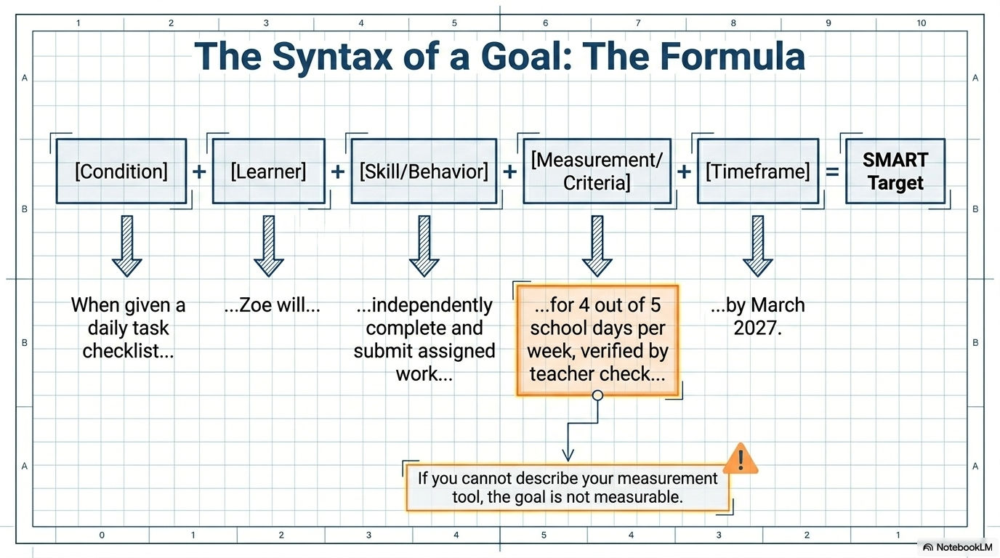 1 2 3 4 5 6 7 8 9 10
The Syntax of a Goal: The Formula
A A
[Condition] + [Learner] + [Skill/Behavior] + [Measurement/
Criteria] + [Timeframe] = SMART
Target
B B
When given a
daily task
checklist...
...Zoe will...
...independently
complete and
submit assigned
work...
...for 4 out of 5
school days per
week, verified by
teacher check...
...by March
2027.
B B
A A
!
If you cannot describe your measurement
tool, the goal is not measurable.
0 1 2 3 4 5 4 3 2 1
NotebookLM